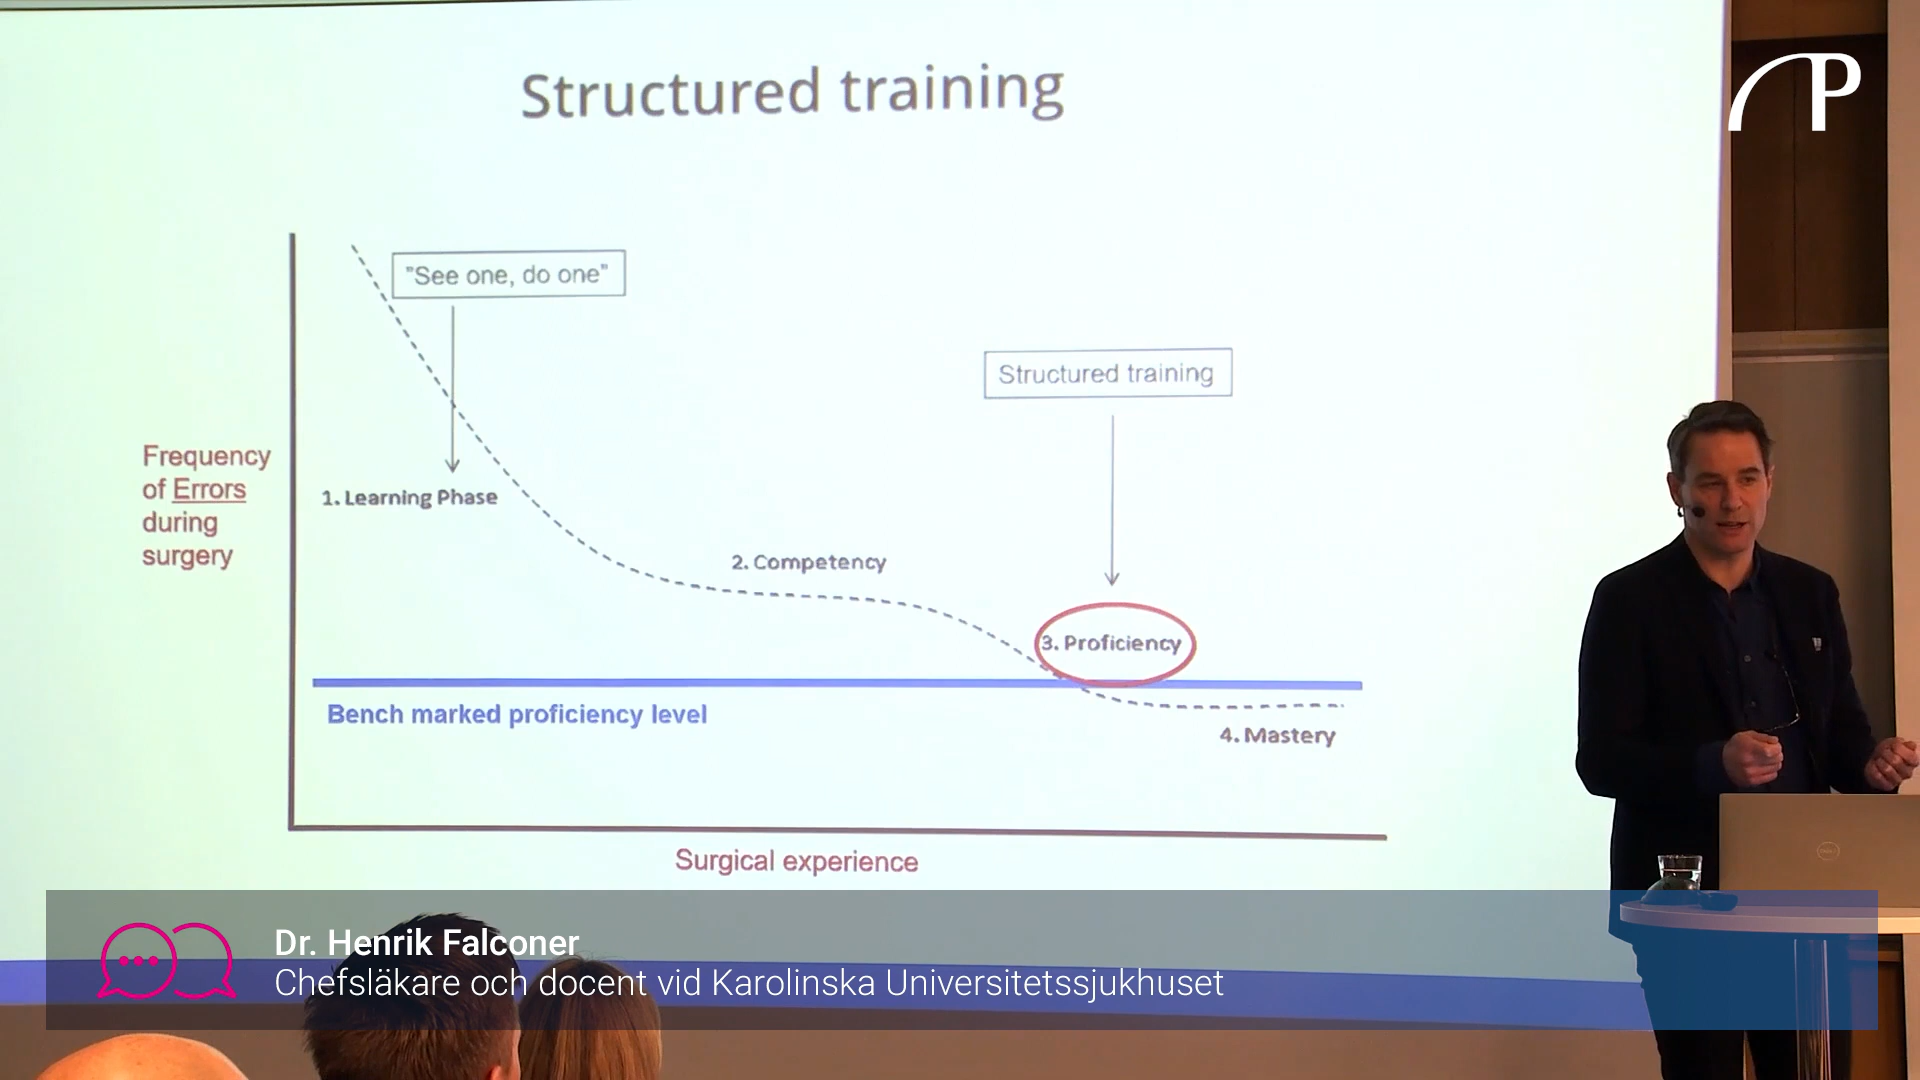 Structured training
P
"See one, do one"
Structured training
Frequency
of Errors
during
surgery
1. Learning Phase
2. Competency
3. Proficiency
Bench marked proficiency level
4. Mastery
Surgical experience
DELL
Dr. Henrik Falconer
Chefsläkare och docent vid Karolinska Universitetssjukhuset